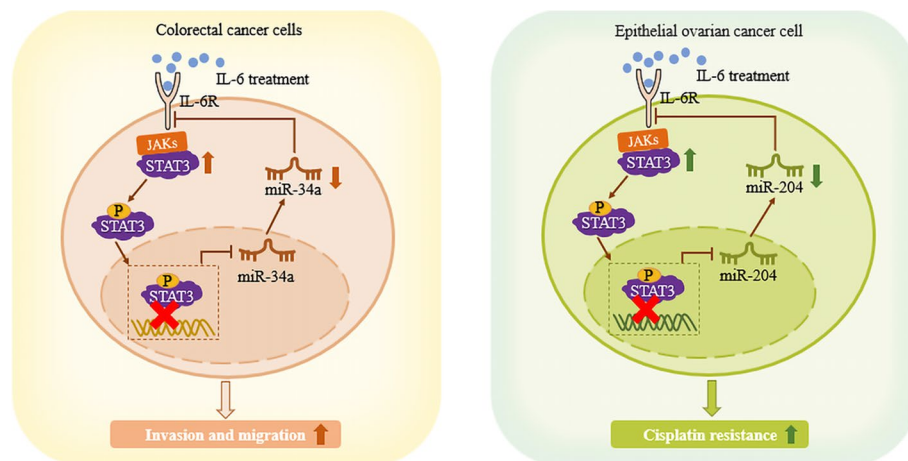 Colorectal cancer cells
IL-6 treatment
IL-6R
JAKs
STAT3
miR-34a
P
STAT3
miR-34a
P
STAT3
Invasion and migration
Epithelial ovarian cancer cell
IL-6 treatment
IL-6R
JAKs
STAT3
miR-204
P
STAT3
miR-204
P
STAT3
Cisplatin resistance